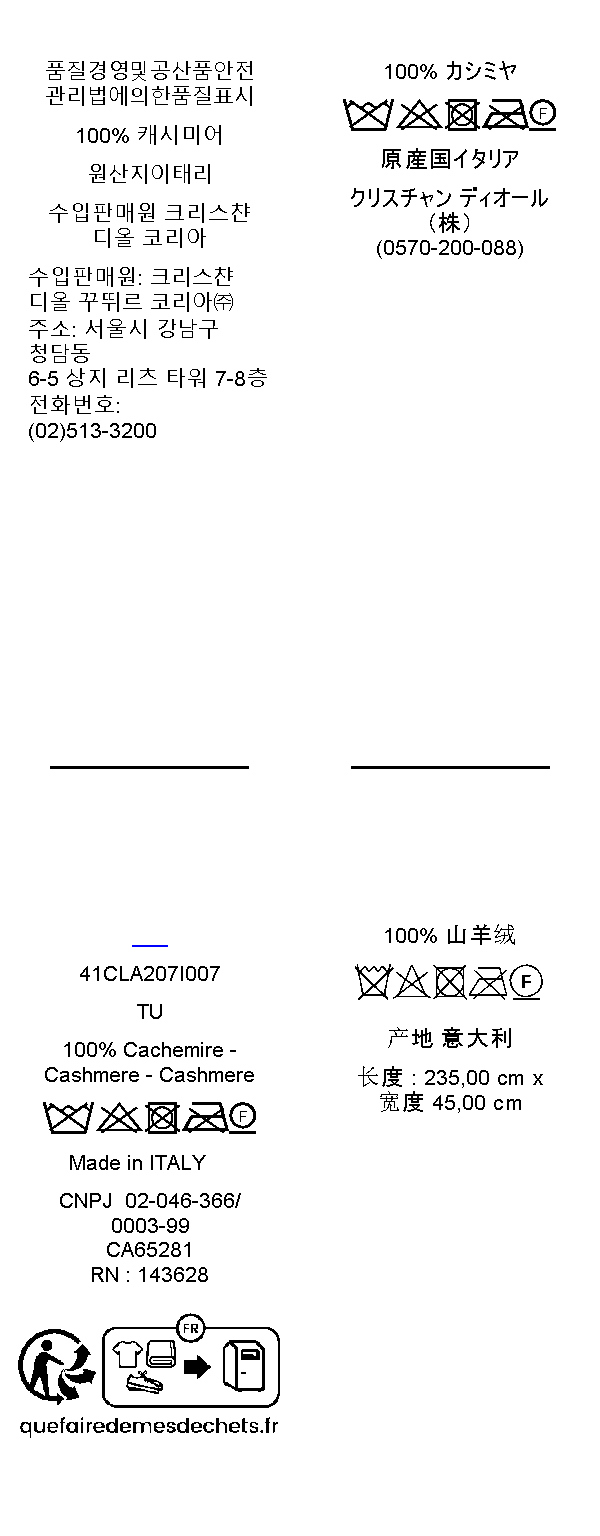 품질경영및공산품안전
관리법에의한품질표시
100% 캐시미어
원산지이태리
수입판매원 크리스챤
디올 코리아
수입판매원: 크리스챤
디올 꾸뛰르 코리아㈜
주소: 서울시 강남구
청담동
6-5 상지 리츠 타워 7-8층
전화번호:
(02)513-3200
100% カシミヤ
F
原産国イタリア
クリスチャン ディオール
（株）
(0570-200-088)
41CLA207I007
TU
100% Cachemire -
Cashmere - Cashmere
F
Made in ITALY
CNPJ 02-046-366/
0003-99
CA65281
RN : 143628
FR
quefairedemesdechets.fr
100% 山羊绒
F
产地 意大利
长度 : 235,00 cm x
宽度 45,00 cm